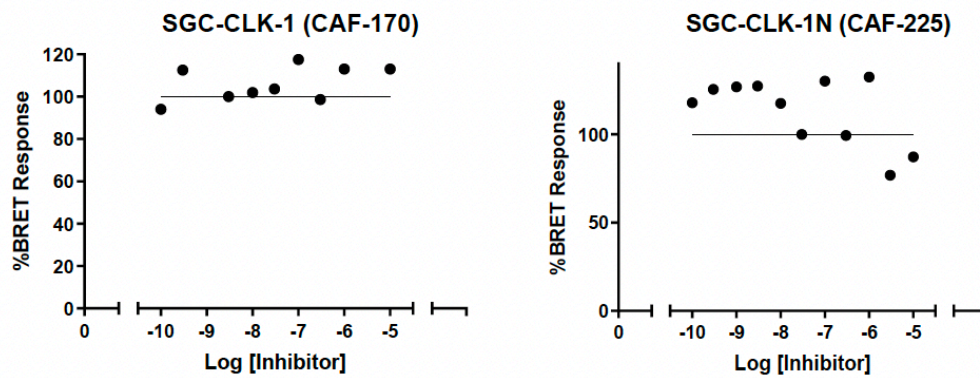 SGC-CLK-1 (CAF-170)
%BRET Response
120
100
80
60
40
20
0
0 -10 -9 -8 -7 -6 -5
Log [Inhibitor]
SGC-CLK-1N (CAF-225)
%BRET Response
100
50
0
0 -10 -9 -8 -7 -6 -5
Log [Inhibitor]